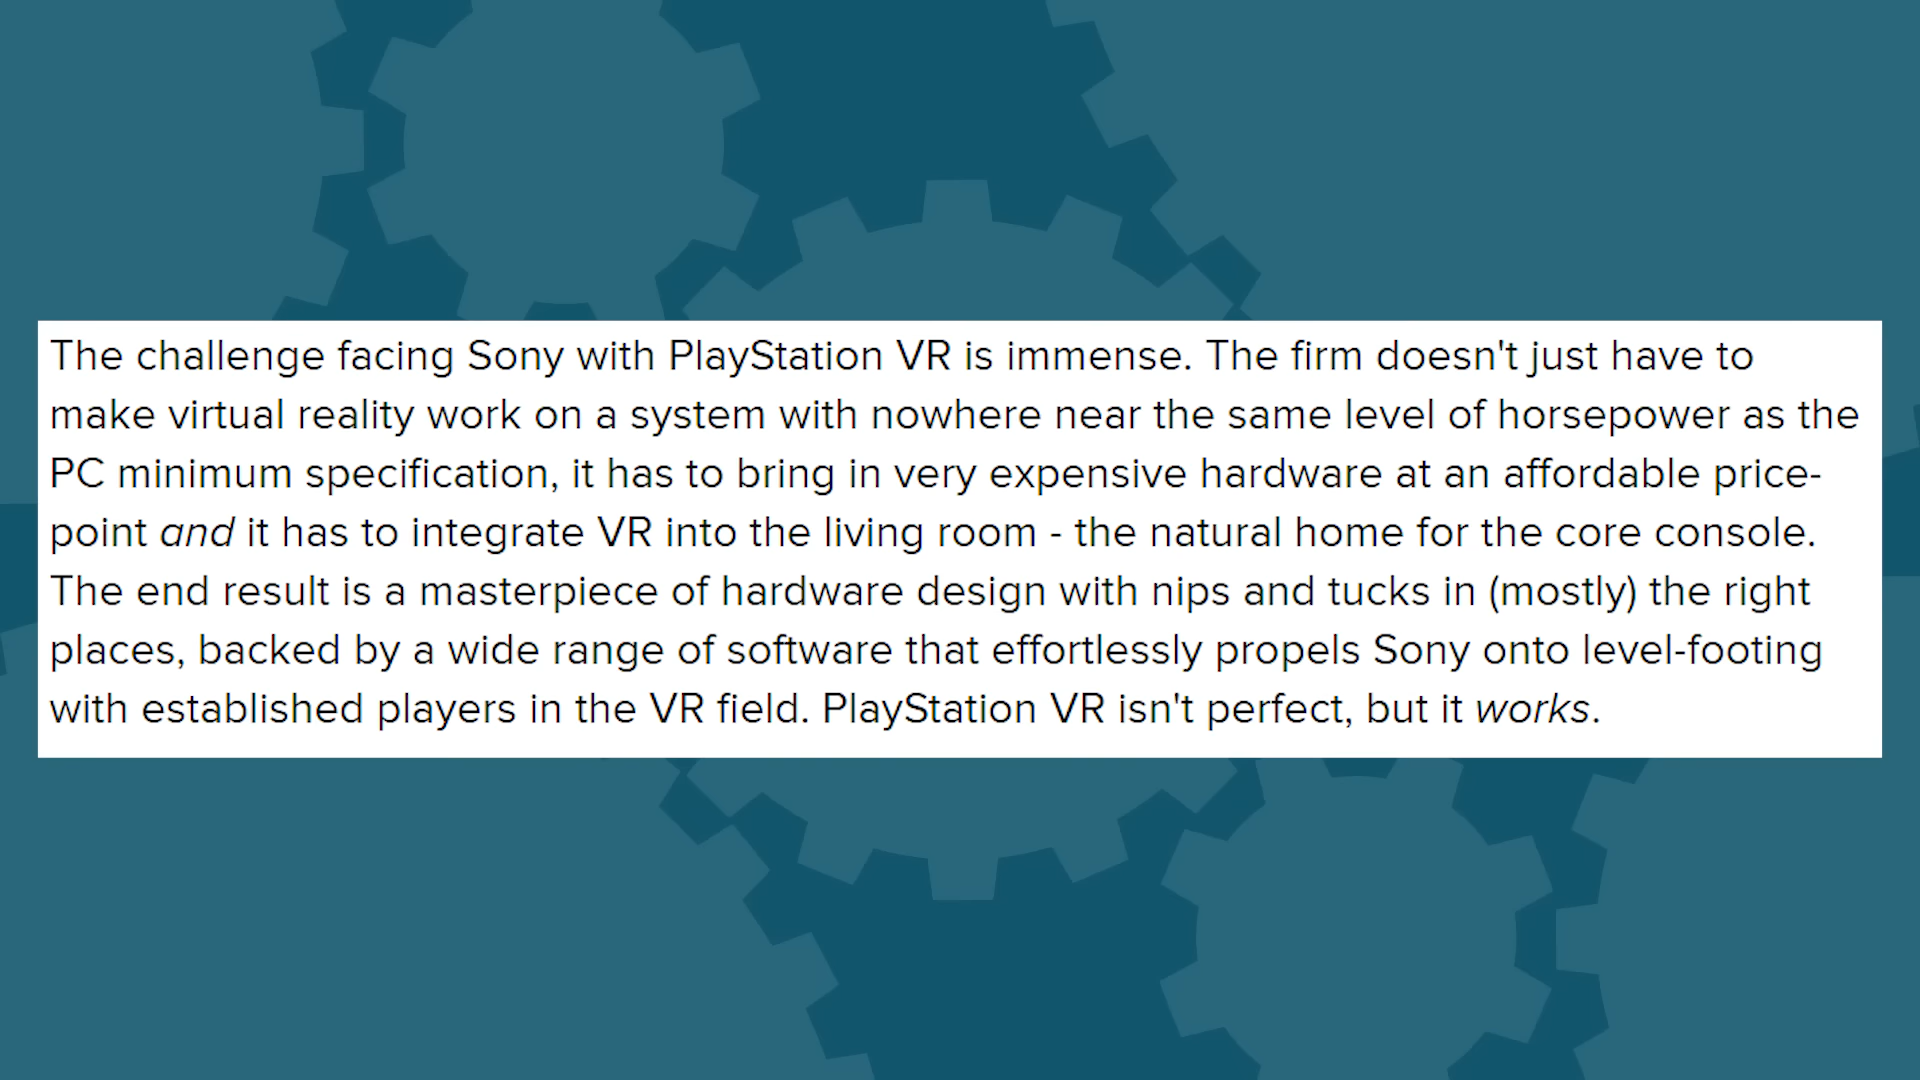 The challenge facing Sony with PlayStation VR is immense. The firm doesn't just have to
make virtual reality work on a system with nowhere near the same level of horsepower as the
PC minimum specification, it has to bring in very expensive hardware at an affordable price-
point and it has to integrate VR into the living room - the natural home for the core console.
The end result is a masterpiece of hardware design with nips and tucks in (mostly) the right
places, backed by a wide range of software that effortlessly propels Sony onto level-footing
with established players in the VR field. PlayStation VR isn't perfect, but it works.